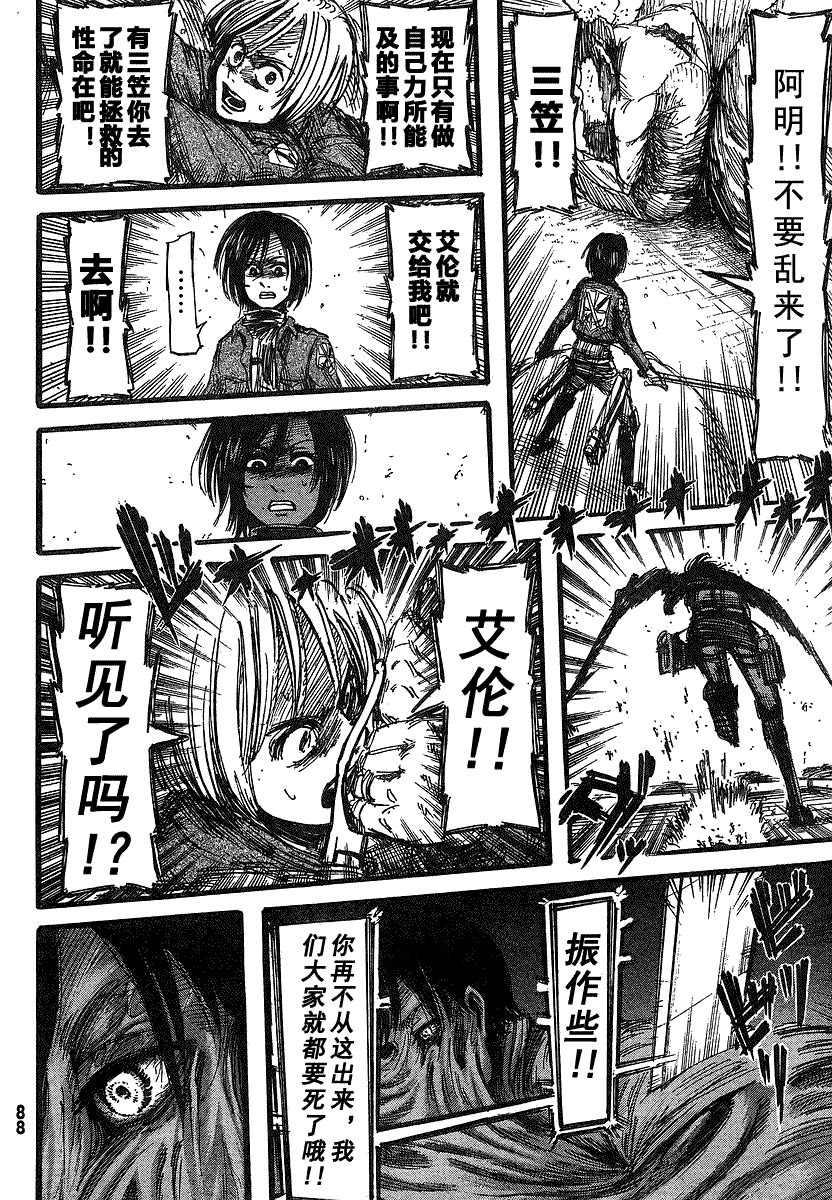 阿明!!不要乱来了!!
三笠!!
现在只有做
自己力所能
及的事啊!!
有三笠你去
了就能拯救的
性命在吧!
艾伦就
交给我吧!!
……
去啊!!
艾伦!!
听见了吗!?
振作些!!
你再不从这出来,我
们大家就都要死了哦!!
88